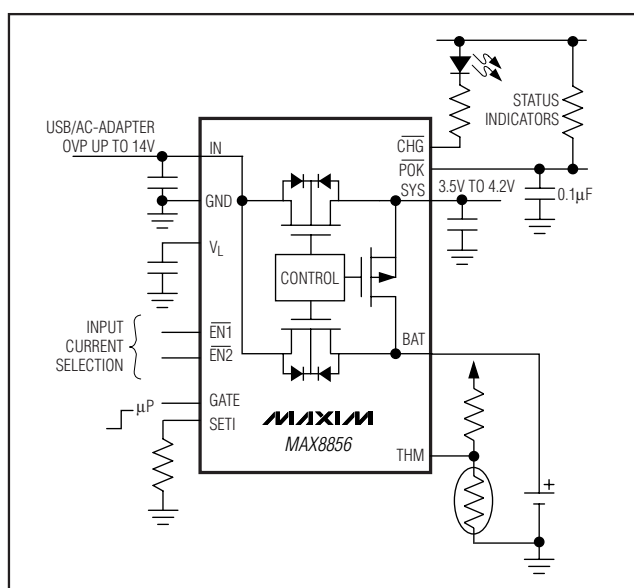 USB/AC-ADAPTER
OVP UP TO 14V
IN
GND
VL
INPUT
CURRENT
SELECTION
EN1
EN2
GATE
μP
SETI
CONTROL
MAXIM
MAX8856
CHG
POK
SYS
BAT
THM
STATUS
INDICATORS
3.5V TO 4.2V
0.1μF
+